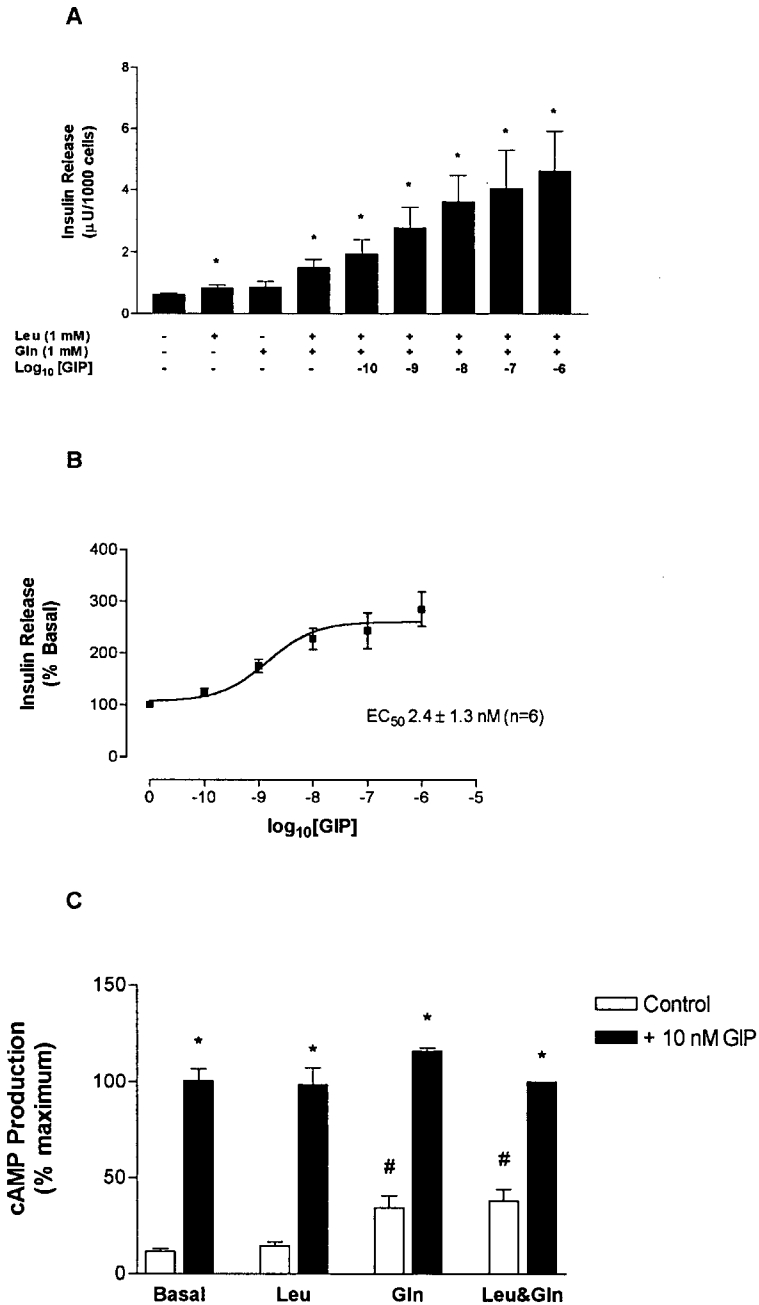 A
Insulin Release
(μU/1000 cells)
8
6
4
2
0
* * * * * * *
Leu (1 mM) - + - + + + + + +
Gln (1 mM) - - + + + + + + +
Log10 [GIP] - - - - -10 -9 -8 -7 -6
B
Insulin Release
(% Basal)
400
300
200
100
0
EC50 2.4 ± 1.3 nM (n=6)
0 -10 -9 -8 -7 -6 -5
log10[GIP]
C
cAMP Production
(% maximum)
150
100
50
0
* * * *
# #
Control
+ 10 nM GIP
Basal Leu Gln Leu&Gln